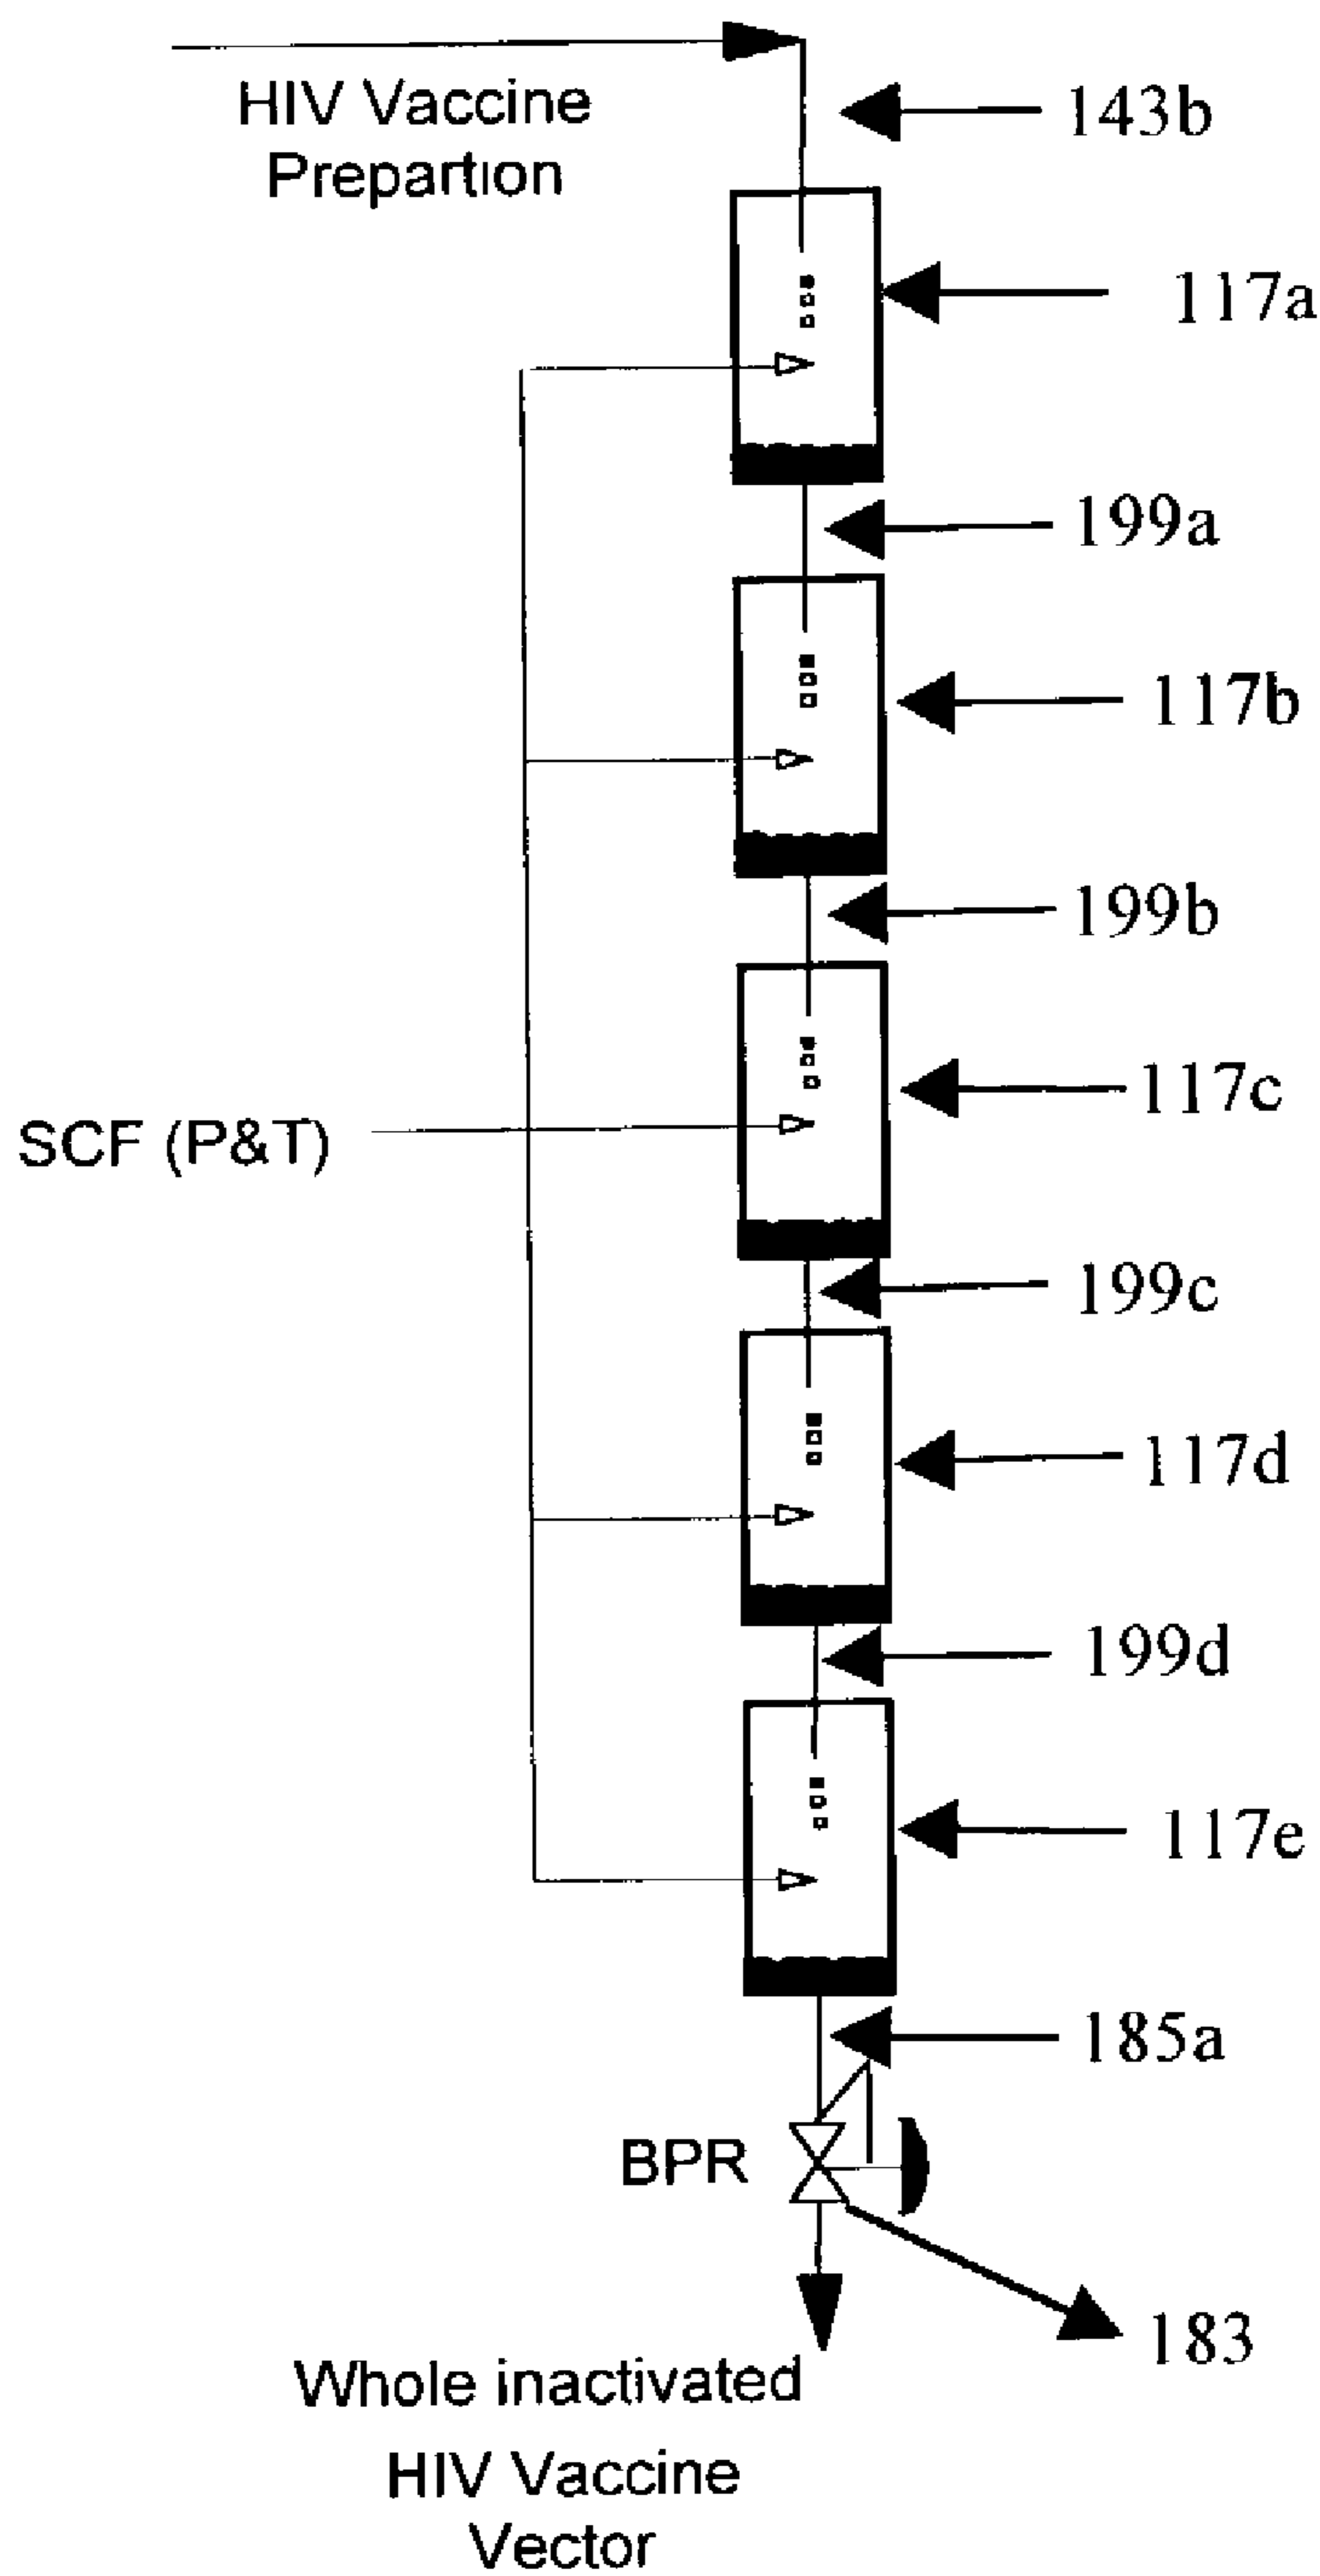 HIV Vaccine
Prepartion
143b
117a
199a
117b
199b
117c
SCF (P&T)
199c
117d
199d
117e
185a
BPR
183
Whole inactivated
HIV Vaccine
Vector